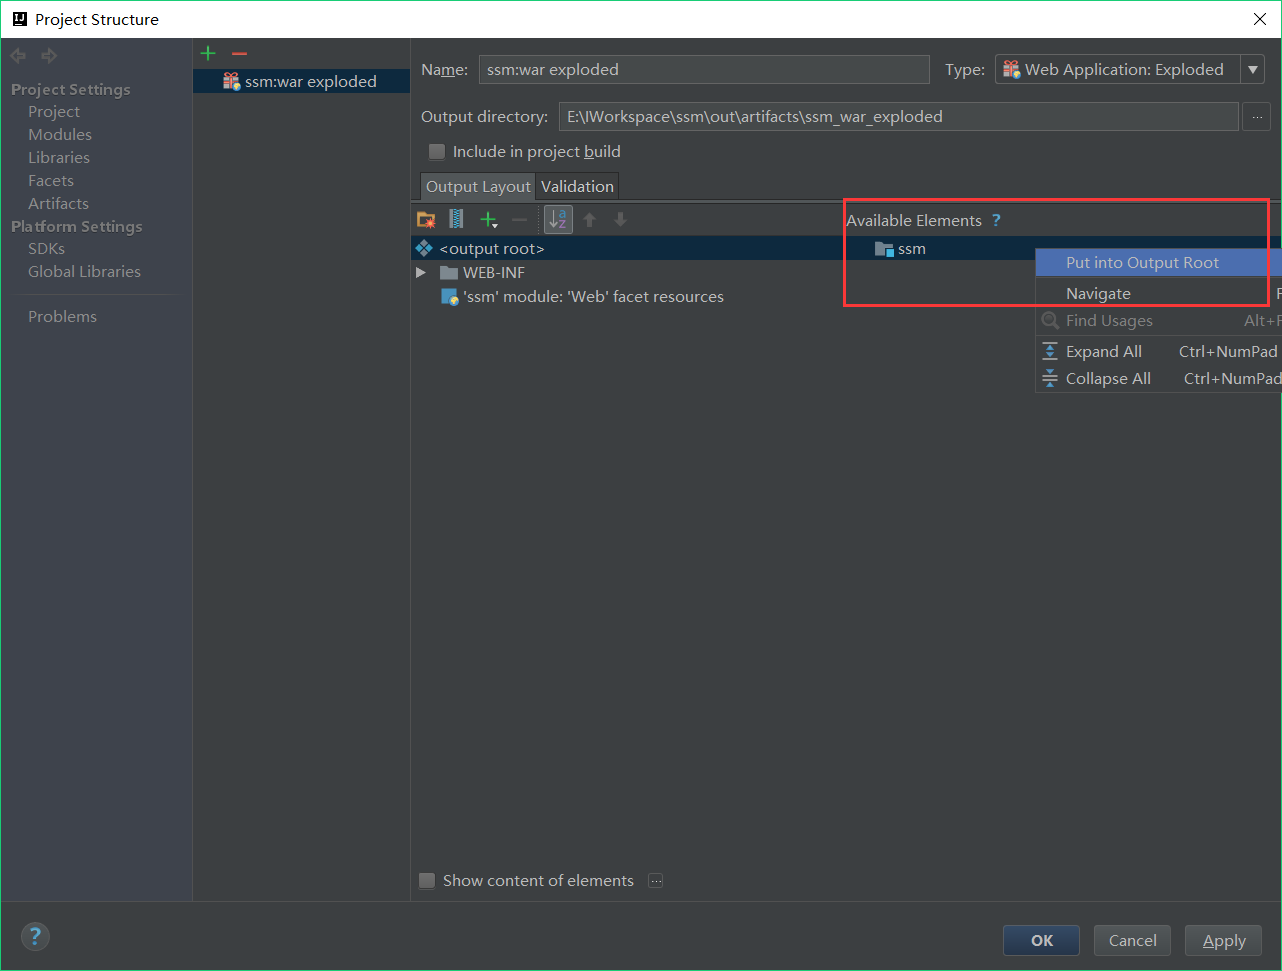 Project Structure
Project Settings
Project
Modules
Libraries
Facets
Artifacts
Platform Settings
SDKs
Global Libraries
Problems
ssm:war exploded
Name: ssm:war exploded Type: Web Application: Exploded
Output directory: E:\IWorkspace\ssm\out\artifacts\ssm_war_exploded ...
Include in project build
Output Layout Validation
Available Elements ?
<output root>
WEB-INF
'ssm' module: 'Web' facet resources
ssm
Put into Output Root
Navigate F
Find Usages Alt+F
Expand All Ctrl+NumPad
Collapse All Ctrl+NumPad
Show content of elements ...
? OK Cancel Apply